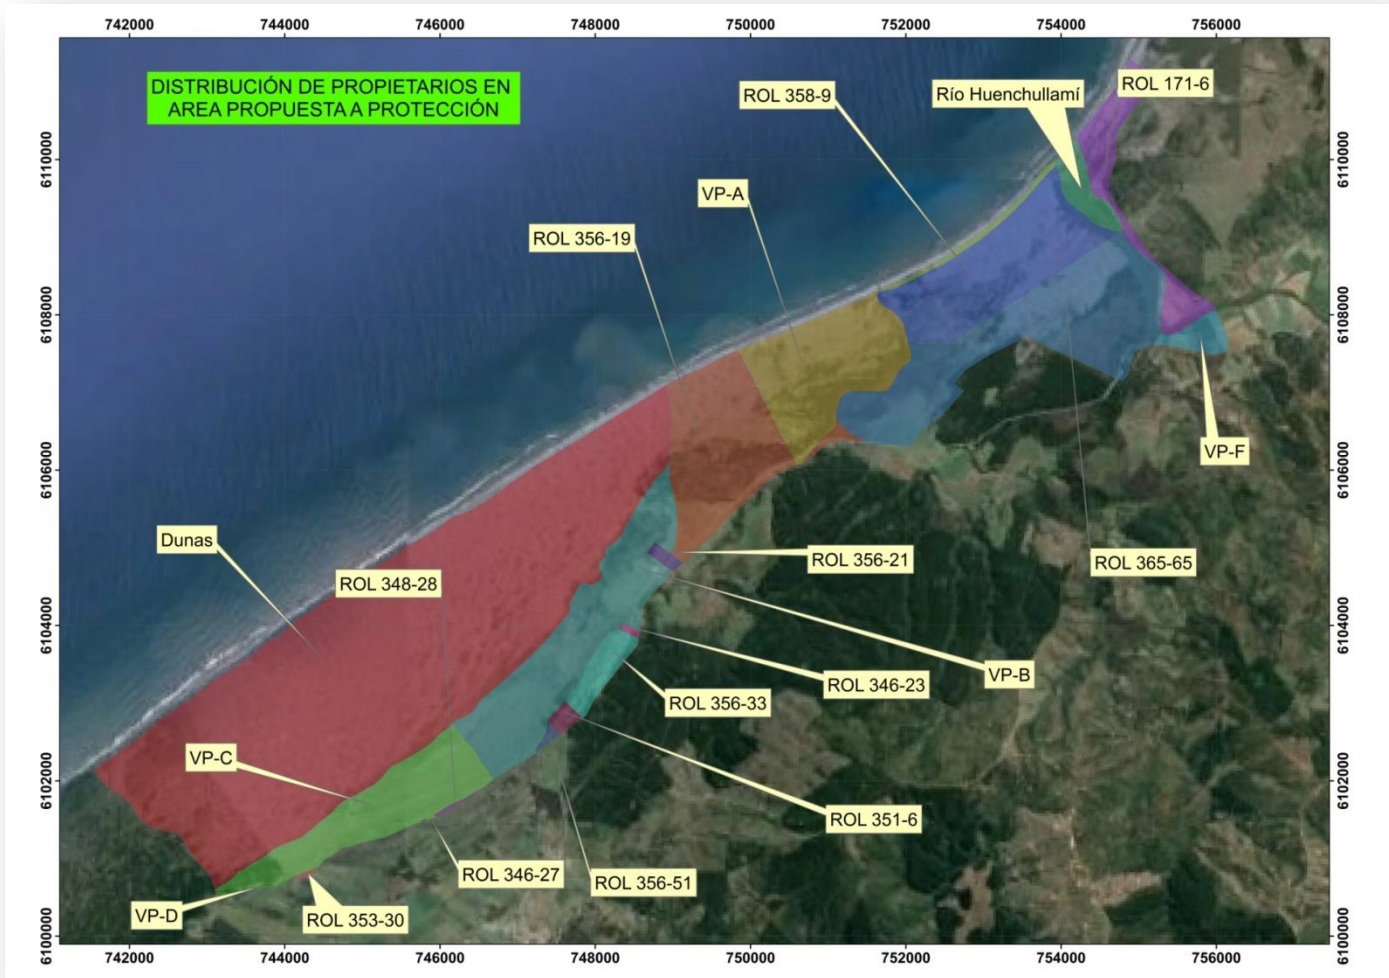 742000 744000 746000 748000 750000 752000 754000 756000
DISTRIBUCIÓN DE PROPIETARIOS EN
AREA PROPUESTA A PROTECCIÓN
ROL 358-9
Río Huenchullamí
ROL 171-6
6110000
6110000
VP-A
ROL 356-19
6108000
6108000
VP-F
6106000
6106000
Dunas
ROL 356-21
ROL 365-65
ROL 348-28
6104000
6104000
VP-B
ROL 346-23
ROL 356-33
VP-C
6102000
6102000
ROL 351-6
ROL 346-27
ROL 356-51
VP-D
ROL 353-30
6100000
6100000
742000 744000 746000 748000 750000 752000 754000 756000